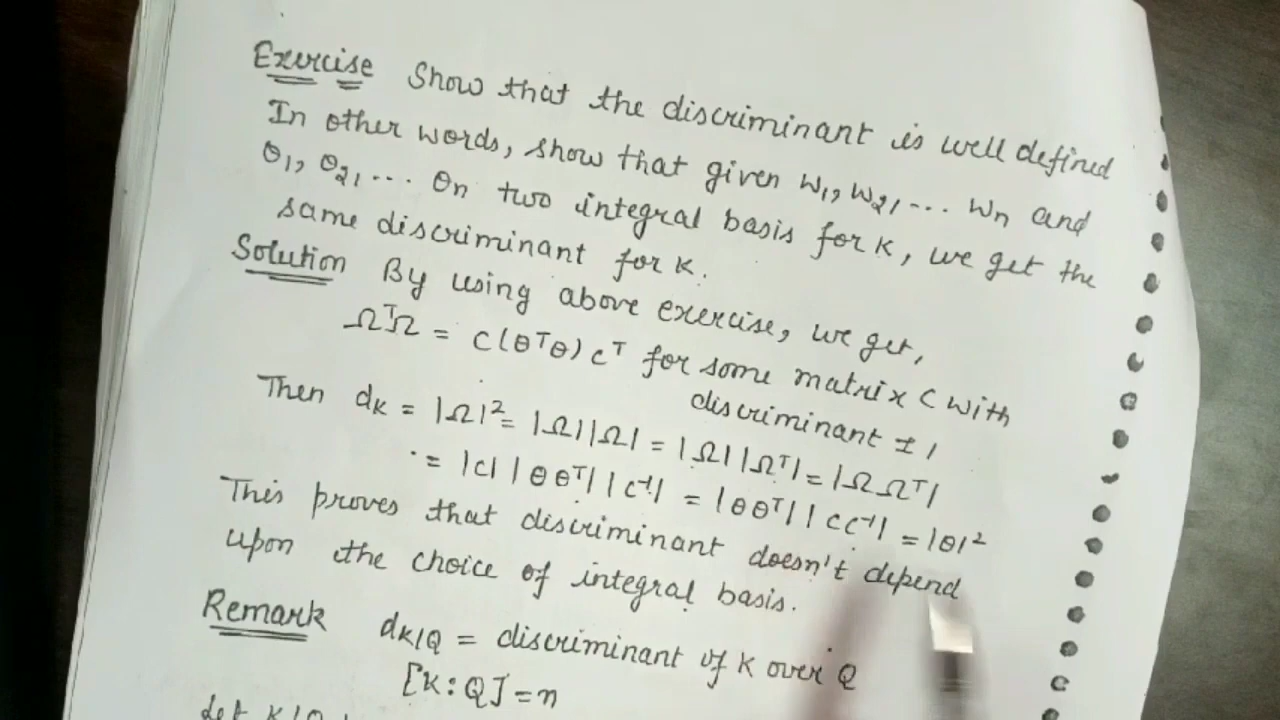 Exercise Show that the discriminant is well defined
In other words, show that given W₁, W₂, ... Wn and
θ₁, θ₂, ... θn two integral basis for K, we get the
same discriminant for K.
Solution By using above exercise, we get,
ΩᵀΩ = C(θᵀθ)Cᵀ for some matrix C with
discriminant ±1
Then dK = |Ω|² = |Ω||Ω| = |Ω||Ωᵀ| = |ΩΩᵀ|
= |C||θθᵀ||C⁻¹| = |θθᵀ||CC⁻¹| = |θ|²
This proves that discriminant doesn't depend
upon the choice of integral basis.
Remark dK/Q = discriminant of K over Q
[K:Q] = n
Let K/Q